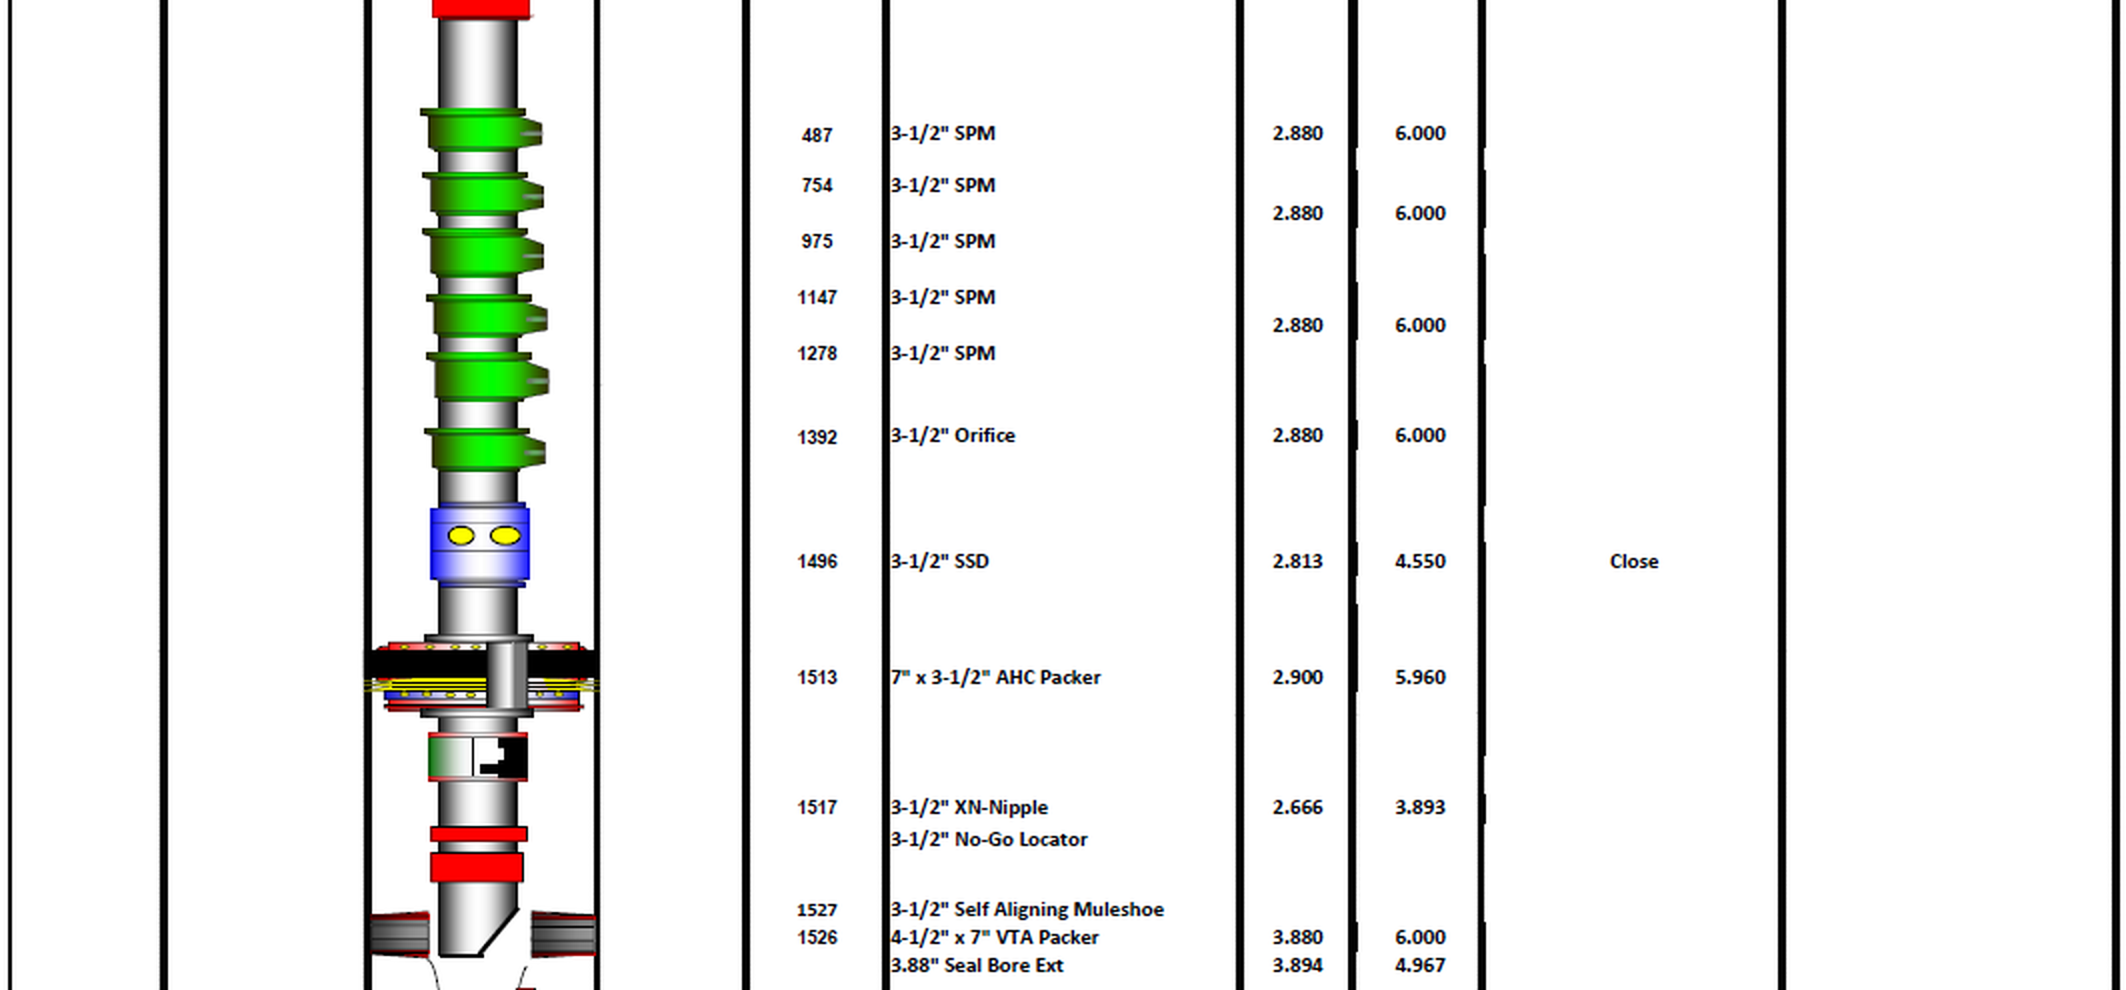 487 3-1/2" SPM 2.880 6.000
754 3-1/2" SPM
2.880 6.000
975 3-1/2" SPM
1147 3-1/2" SPM
2.880 6.000
1278 3-1/2" SPM
1392 3-1/2" Orifice 2.880 6.000
1496 3-1/2" SSD 2.813 4.550 Close
1513 7" x 3-1/2" AHC Packer 2.900 5.960
1517 3-1/2" XN-Nipple 2.666 3.893
3-1/2" No-Go Locator
1527 3-1/2" Self Aligning Muleshoe
1526 4-1/2" x 7" VTA Packer 3.880 6.000
3.88" Seal Bore Ext 3.894 4.967